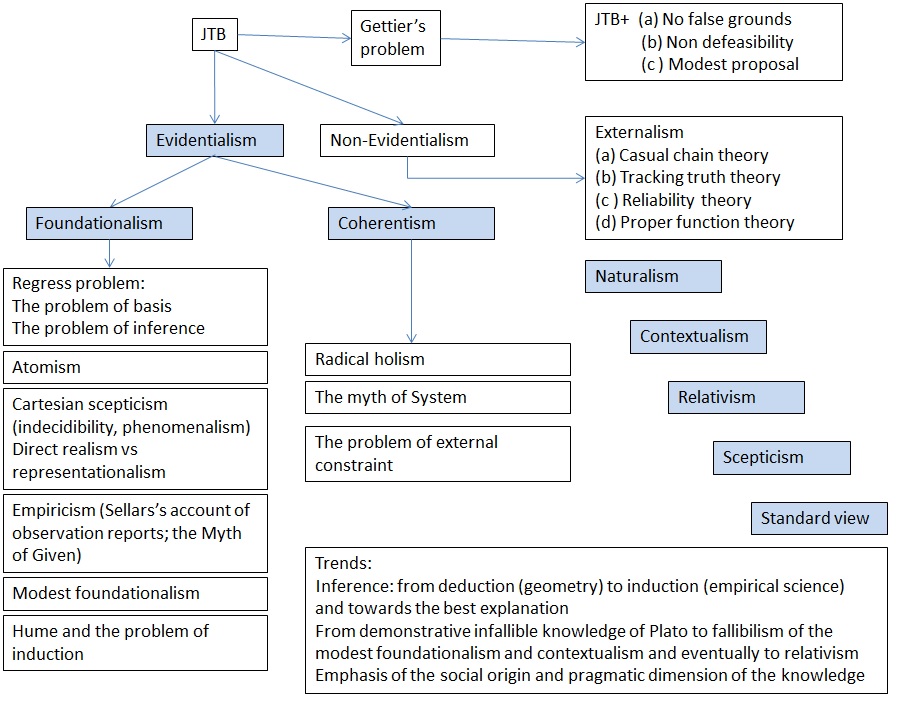 JTB
Gettier's
problem
JTB+ (a) No false grounds
(b) Non defeasibility
(c ) Modest proposal
Evidentialism
Non-Evidentialism
Externalism
(a) Casual chain theory
(b) Tracking truth theory
(c ) Reliability theory
(d) Proper function theory
Foundationalism
Coherentism
Regress problem:
The problem of basis
The problem of inference
Atomism
Cartesian scepticism
(indecidibility, phenomenalism)
Direct realism vs
representationalism
Empiricism (Sellars's account of
observation reports; the Myth
of Given)
Modest foundationalism
Hume and the problem of
induction
Radical holism
The myth of System
The problem of external
constraint
Naturalism
Contextualism
Relativism
Scepticism
Standard view
Trends:
Inference: from deduction (geometry) to induction (empirical science)
and towards the best explanation
From demonstrative infallible knowledge of Plato to fallibilism of the
modest foundationalism and contextualism and eventually to relativism
Emphasis of the social origin and pragmatic dimension of the knowledge